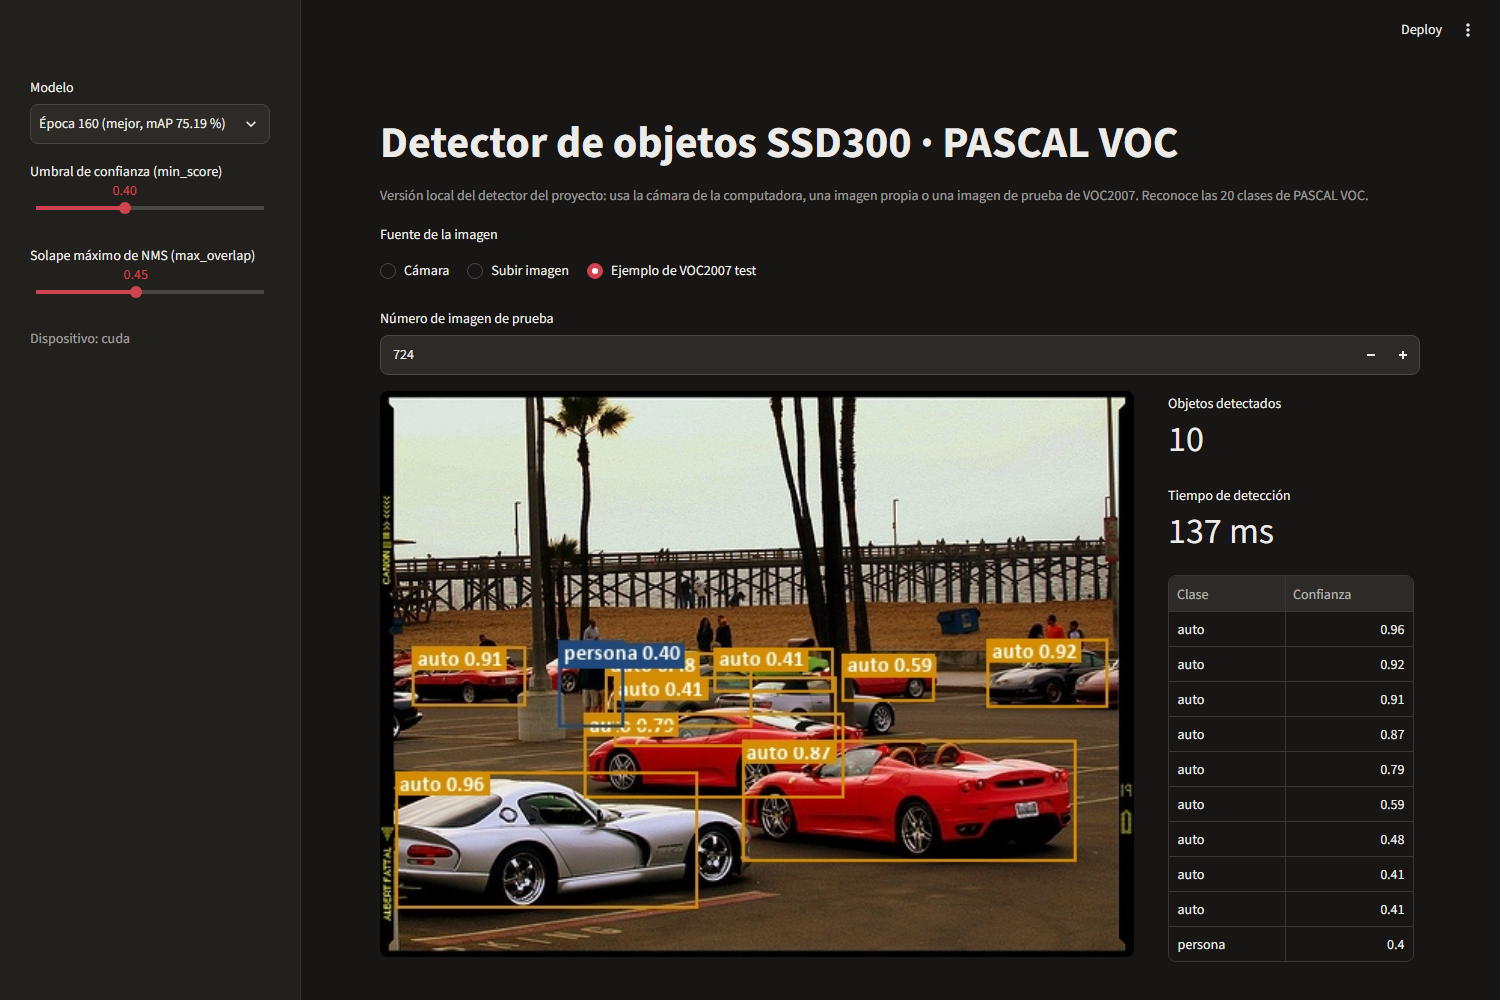 Deploy
Modelo
Época 160 (mejor, mAP 75.19 %)
Umbral de confianza (min_score)
0.40
Solape máximo de NMS (max_overlap)
0.45
Dispositivo: cuda
Detector de objetos SSD300 · PASCAL VOC
Versión local del detector del proyecto: usa la cámara de la computadora, una imagen propia o una imagen de prueba de VOC2007. Reconoce las 20 clases de PASCAL VOC.
Fuente de la imagen
Cámara Subir imagen Ejemplo de VOC2007 test
Número de imagen de prueba
724
CANON
auto 0.91
persona 0.40
auto 0.41
auto 0.59
auto 0.92
auto 0.41
auto 0.79
auto 0.87
auto 0.96
ALBERT FATTAL
19
Objetos detectados
10
Tiempo de detección
137 ms
Clase Confianza
auto 0.96
auto 0.92
auto 0.91
auto 0.87
auto 0.79
auto 0.59
auto 0.48
auto 0.41
auto 0.41
persona 0.4